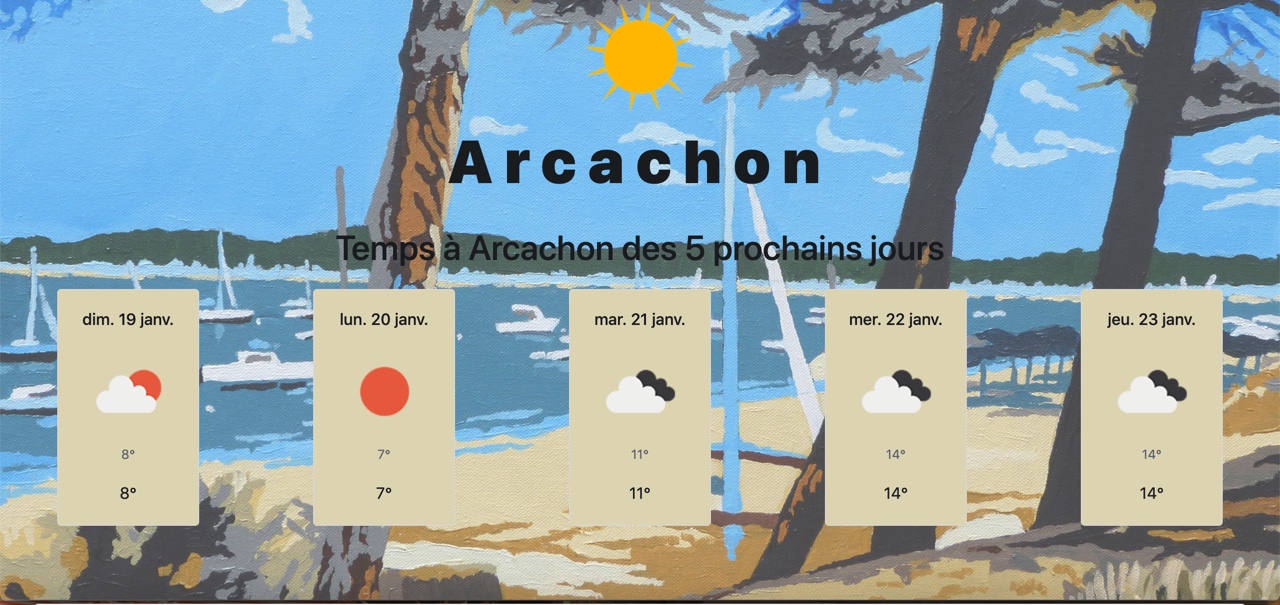 Arcachon
Temps à Arcachon des 5 prochains jours
dim. 19 janv.
8°
8°
lun. 20 janv.
7°
7°
mar. 21 janv.
11°
11°
mer. 22 janv.
14°
14°
jeu. 23 janv.
14°
14°